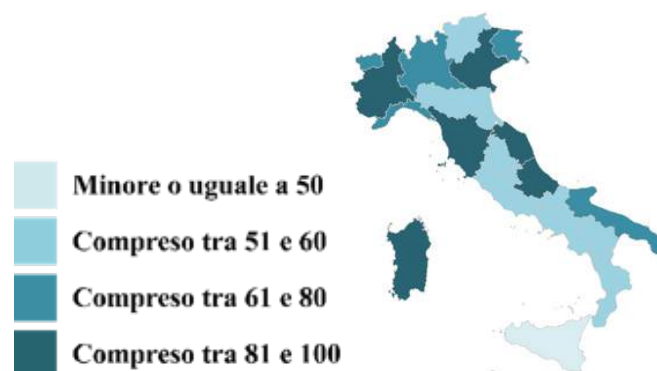 Minore o uguale a 50
Compreso tra 51 e 60
Compreso tra 61 e 80
Compreso tra 81 e 100